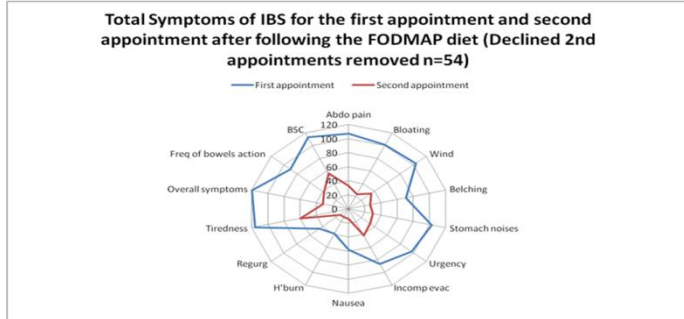 Total Symptoms of IBS for the first appointment and second
appointment after following the FODMAP diet (Declined 2nd
appointments removed n=54)
First appointment Second appointment
Abdo pain
Bloating
Wind
Belching
Stomach noises
Urgency
Incomp evac
Nausea
H'burn
Regurg
Tiredness
Overall symptoms
Freq of bowels action
BSC
120
100
80
60
40
20
0